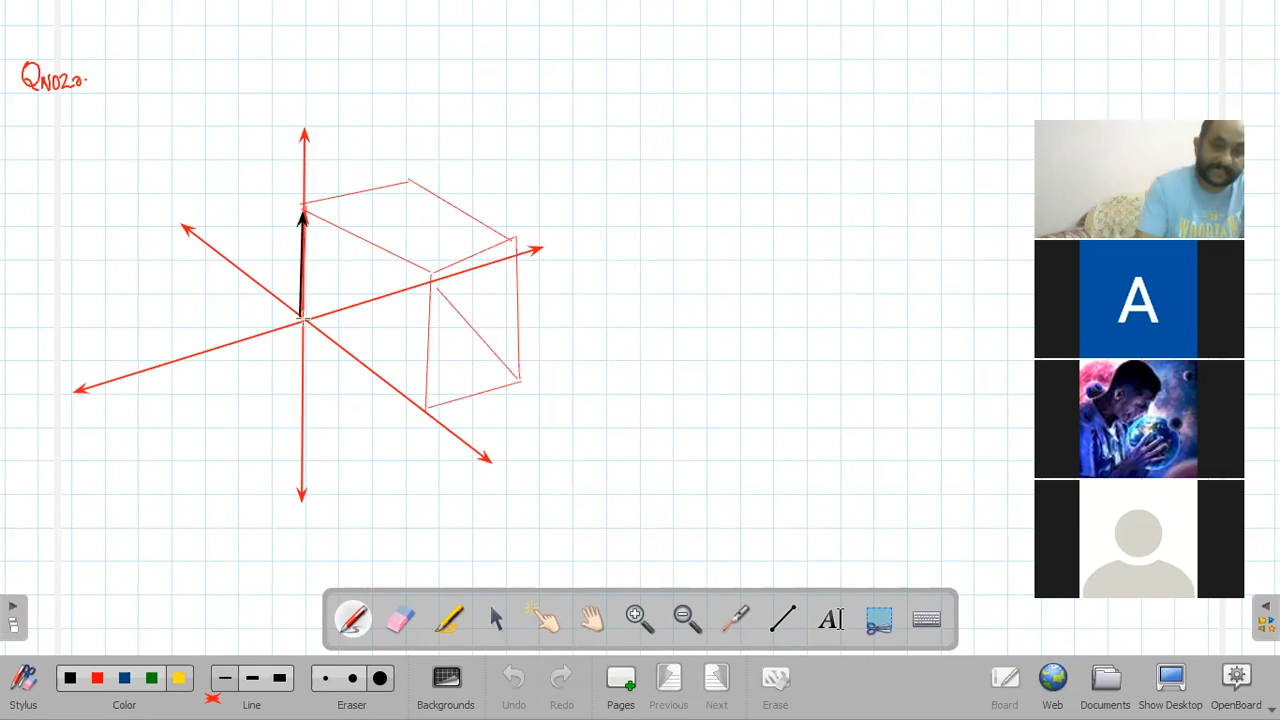 QNO20.
A
A
Stylus
Color
Line
Eraser
Backgrounds
Undo
Redo
Pages
Previous
Next
Erase
Board
Web
Documents
Show Desktop
OpenBoard